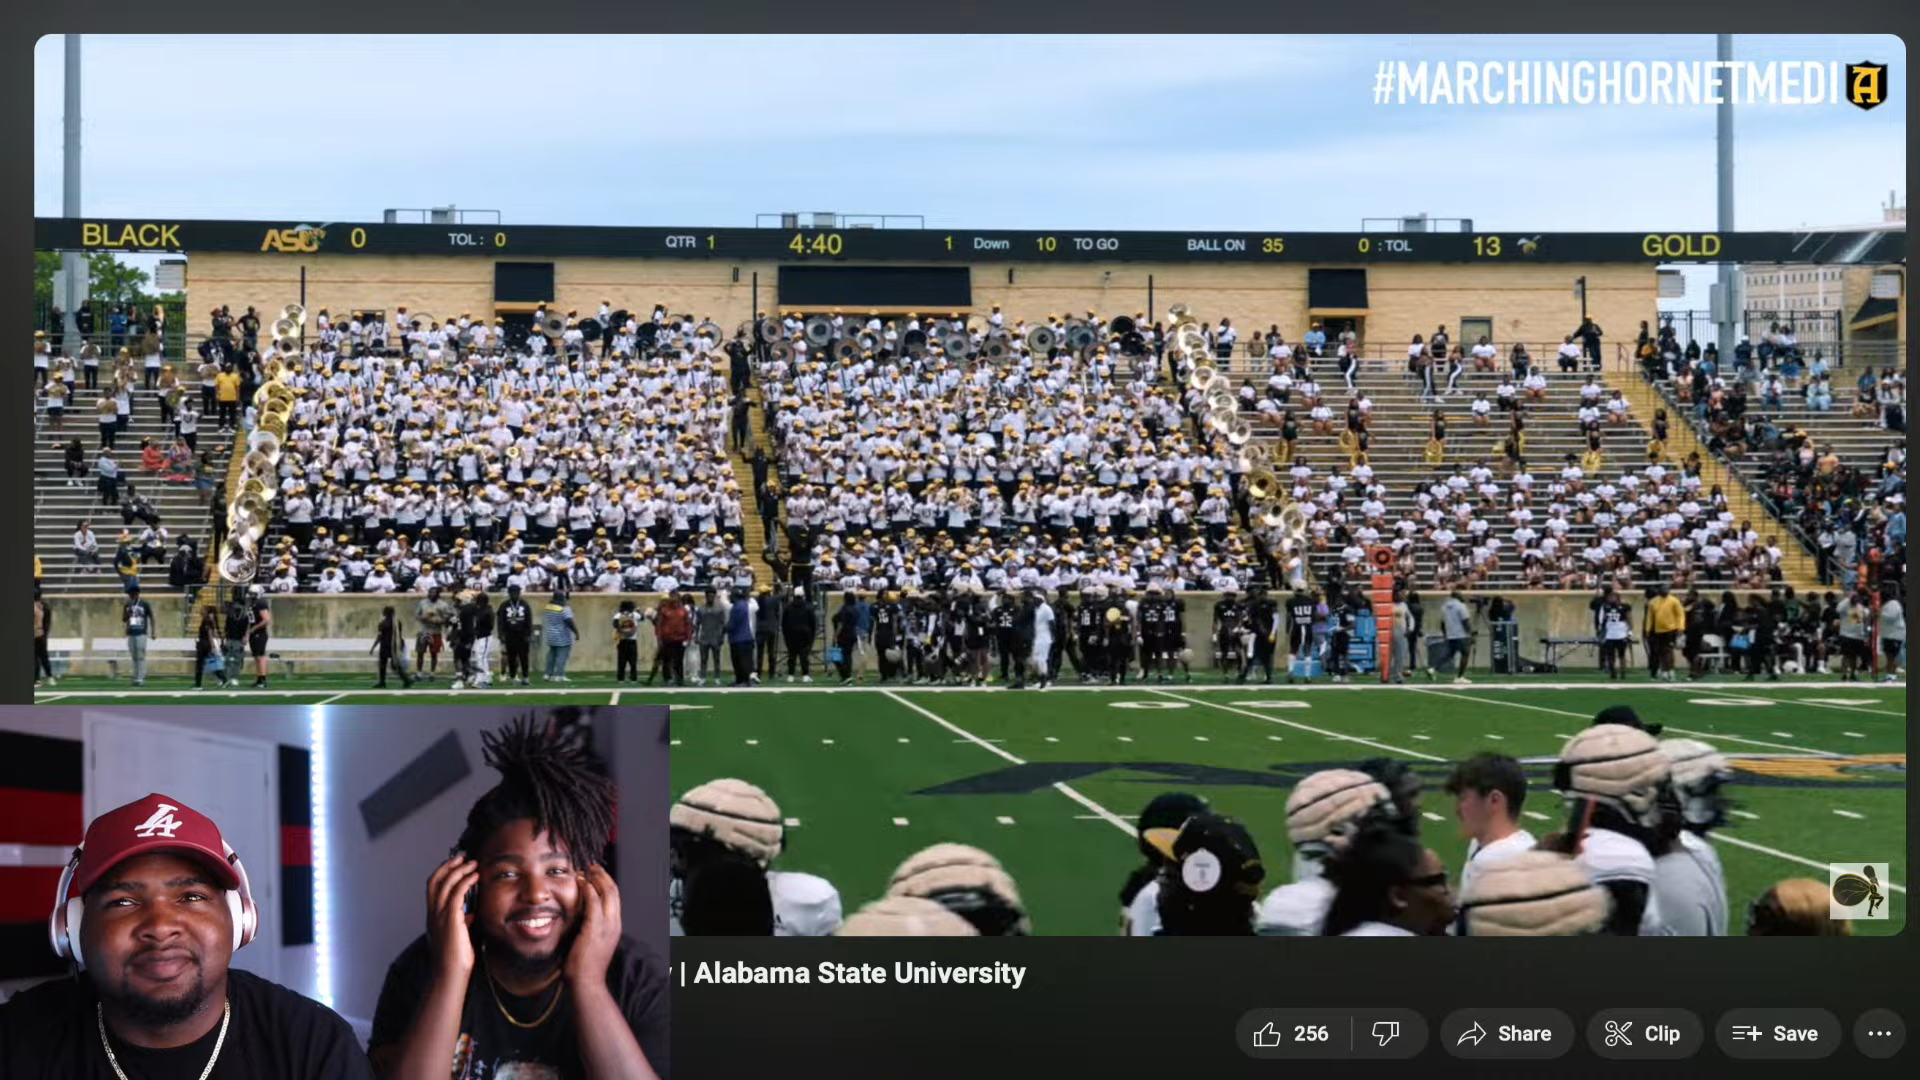 #MARCHINGHORNETMEDI A
BLACK ASU 0 TOL : 0 QTR 1 4:40 1 Down 10 TO GO BALL ON 35 0 : TOL 13 GOLD
LA
| Alabama State University
256 Share Clip Save